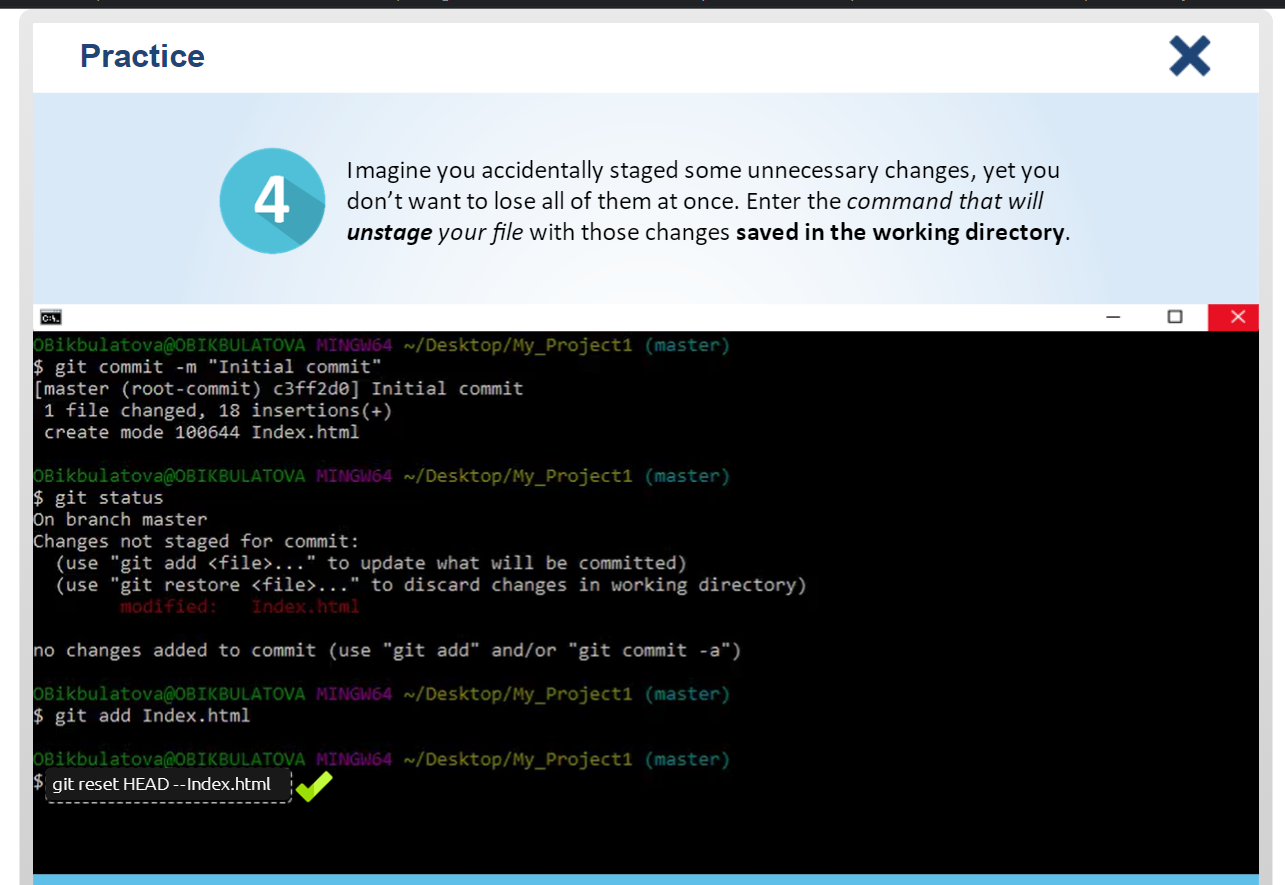 Practice
4
Imagine you accidentally staged some unnecessary changes, yet you
don’t want to lose all of them at once. Enter the command that will
unstage your file with those changes saved in the working directory.
C:\.
OBikbulatova@OBIKBULATOVA MINGW64 ~/Desktop/My_Project1 (master)
$ git commit -m "Initial commit"
[master (root-commit) c3ff2d0] Initial commit
1 file changed, 18 insertions(+)
create mode 100644 Index.html
OBikbulatova@OBIKBULATOVA MINGW64 ~/Desktop/My_Project1 (master)
$ git status
On branch master
Changes not staged for commit:
(use "git add <file>..." to update what will be committed)
(use "git restore <file>..." to discard changes in working directory)
modified: Index.html
no changes added to commit (use "git add" and/or "git commit -a")
OBikbulatova@OBIKBULATOVA MINGW64 ~/Desktop/My_Project1 (master)
$ git add Index.html
OBikbulatova@OBIKBULATOVA MINGW64 ~/Desktop/My_Project1 (master)
$ git reset HEAD --Index.html